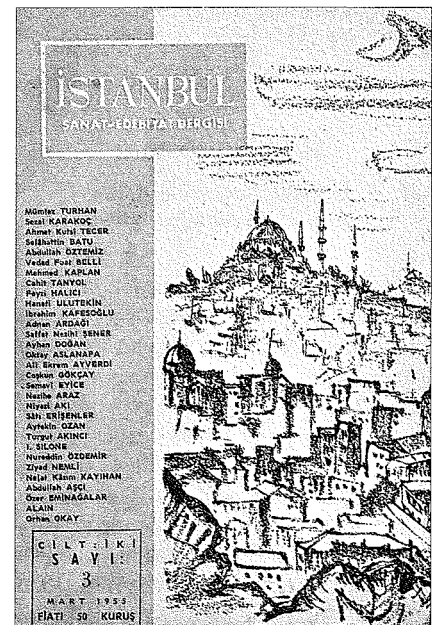 İSTANBUL
SANAT-EDEBİYAT DERGİSİ
Mümtaz TURHAN
Sezai KARAKOÇ
Ahmet Kutsi TECER
Selâhattin BATU
Abdullah ÖZTEMİZ
Vedad Fuat BELLİ
Mehmed KAPLAN
Cahit TANYOL
Feyzi HALICI
Hanefi ULUTEKİN
İbrahim KAFESOĞLU
Adnan ARDAĞI
Saffet Nezihi ŞENER
Ayhan DOĞAN
Oktay ASLANAPA
Ali Ekrem AYVERDİ
Coşkun GÖKÇAY
Semavi EYİCE
Nezihe ARAZ
Niyazi AKI
Sâti ERİŞENLER
Aytekin OZAN
Turgut AKINCI
I. SILONE
Nureddin ÖZDEMİR
Ziyad NEMLİ
Nejat Kâzım KAYIHAN
Abdullah AŞÇI
Özer EMİNAĞALAR
ALAIN
Orhan OKAY
CİLT: İKİ
SAYI:
3
MART 1955
FİATI 50 KURUŞ